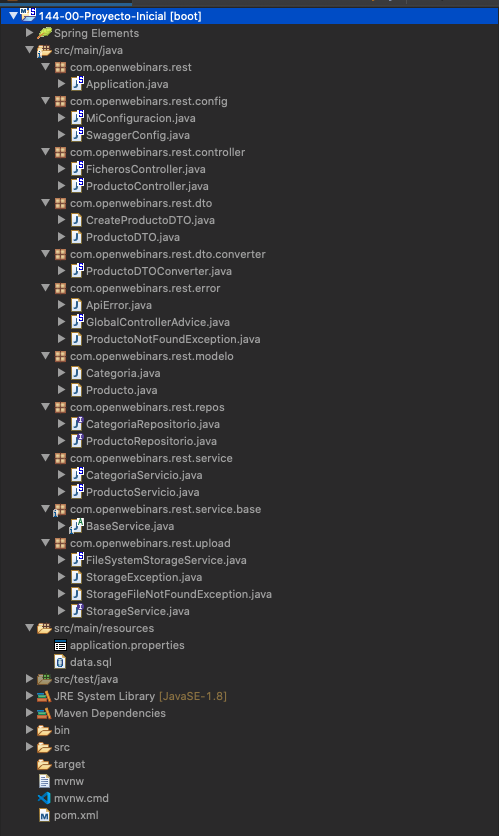 144-00-Proyecto-Inicial [boot]
Spring Elements
src/main/java
com.openwebinars.rest
Application.java
com.openwebinars.rest.config
MiConfiguracion.java
SwaggerConfig.java
com.openwebinars.rest.controller
FicherosController.java
ProductoController.java
com.openwebinars.rest.dto
CreateProductoDTO.java
ProductoDTO.java
com.openwebinars.rest.dto.converter
ProductoDTOConverter.java
com.openwebinars.rest.error
ApiError.java
GlobalControllerAdvice.java
ProductoNotFoundException.java
com.openwebinars.rest.modelo
Categoria.java
Producto.java
com.openwebinars.rest.repos
CategoriaRepositorio.java
ProductoRepositorio.java
com.openwebinars.rest.service
CategoriaServicio.java
ProductoServicio.java
com.openwebinars.rest.service.base
BaseService.java
com.openwebinars.rest.upload
FileSystemStorageService.java
StorageException.java
StorageFileNotFoundException.java
StorageService.java
src/main/resources
application.properties
data.sql
src/test/java
JRE System Library [JavaSE-1.8]
Maven Dependencies
bin
src
target
mvnw
mvnw.cmd
pom.xml